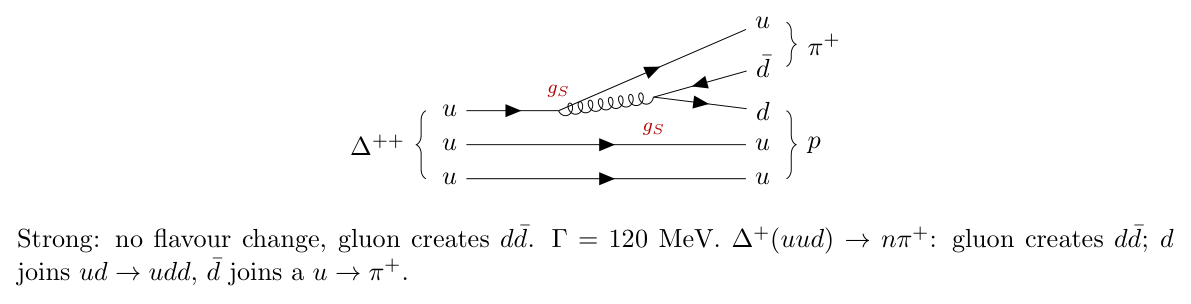 u
π⁺
d̄
g_S
u
d
g_S
Δ⁺⁺
u
u
p
u
u
Strong: no flavour change, gluon creates dd̄. Γ = 120 MeV. Δ⁺(uud) → nπ⁺: gluon creates dd̄; d
joins ud → udd, d̄ joins a u → π⁺.